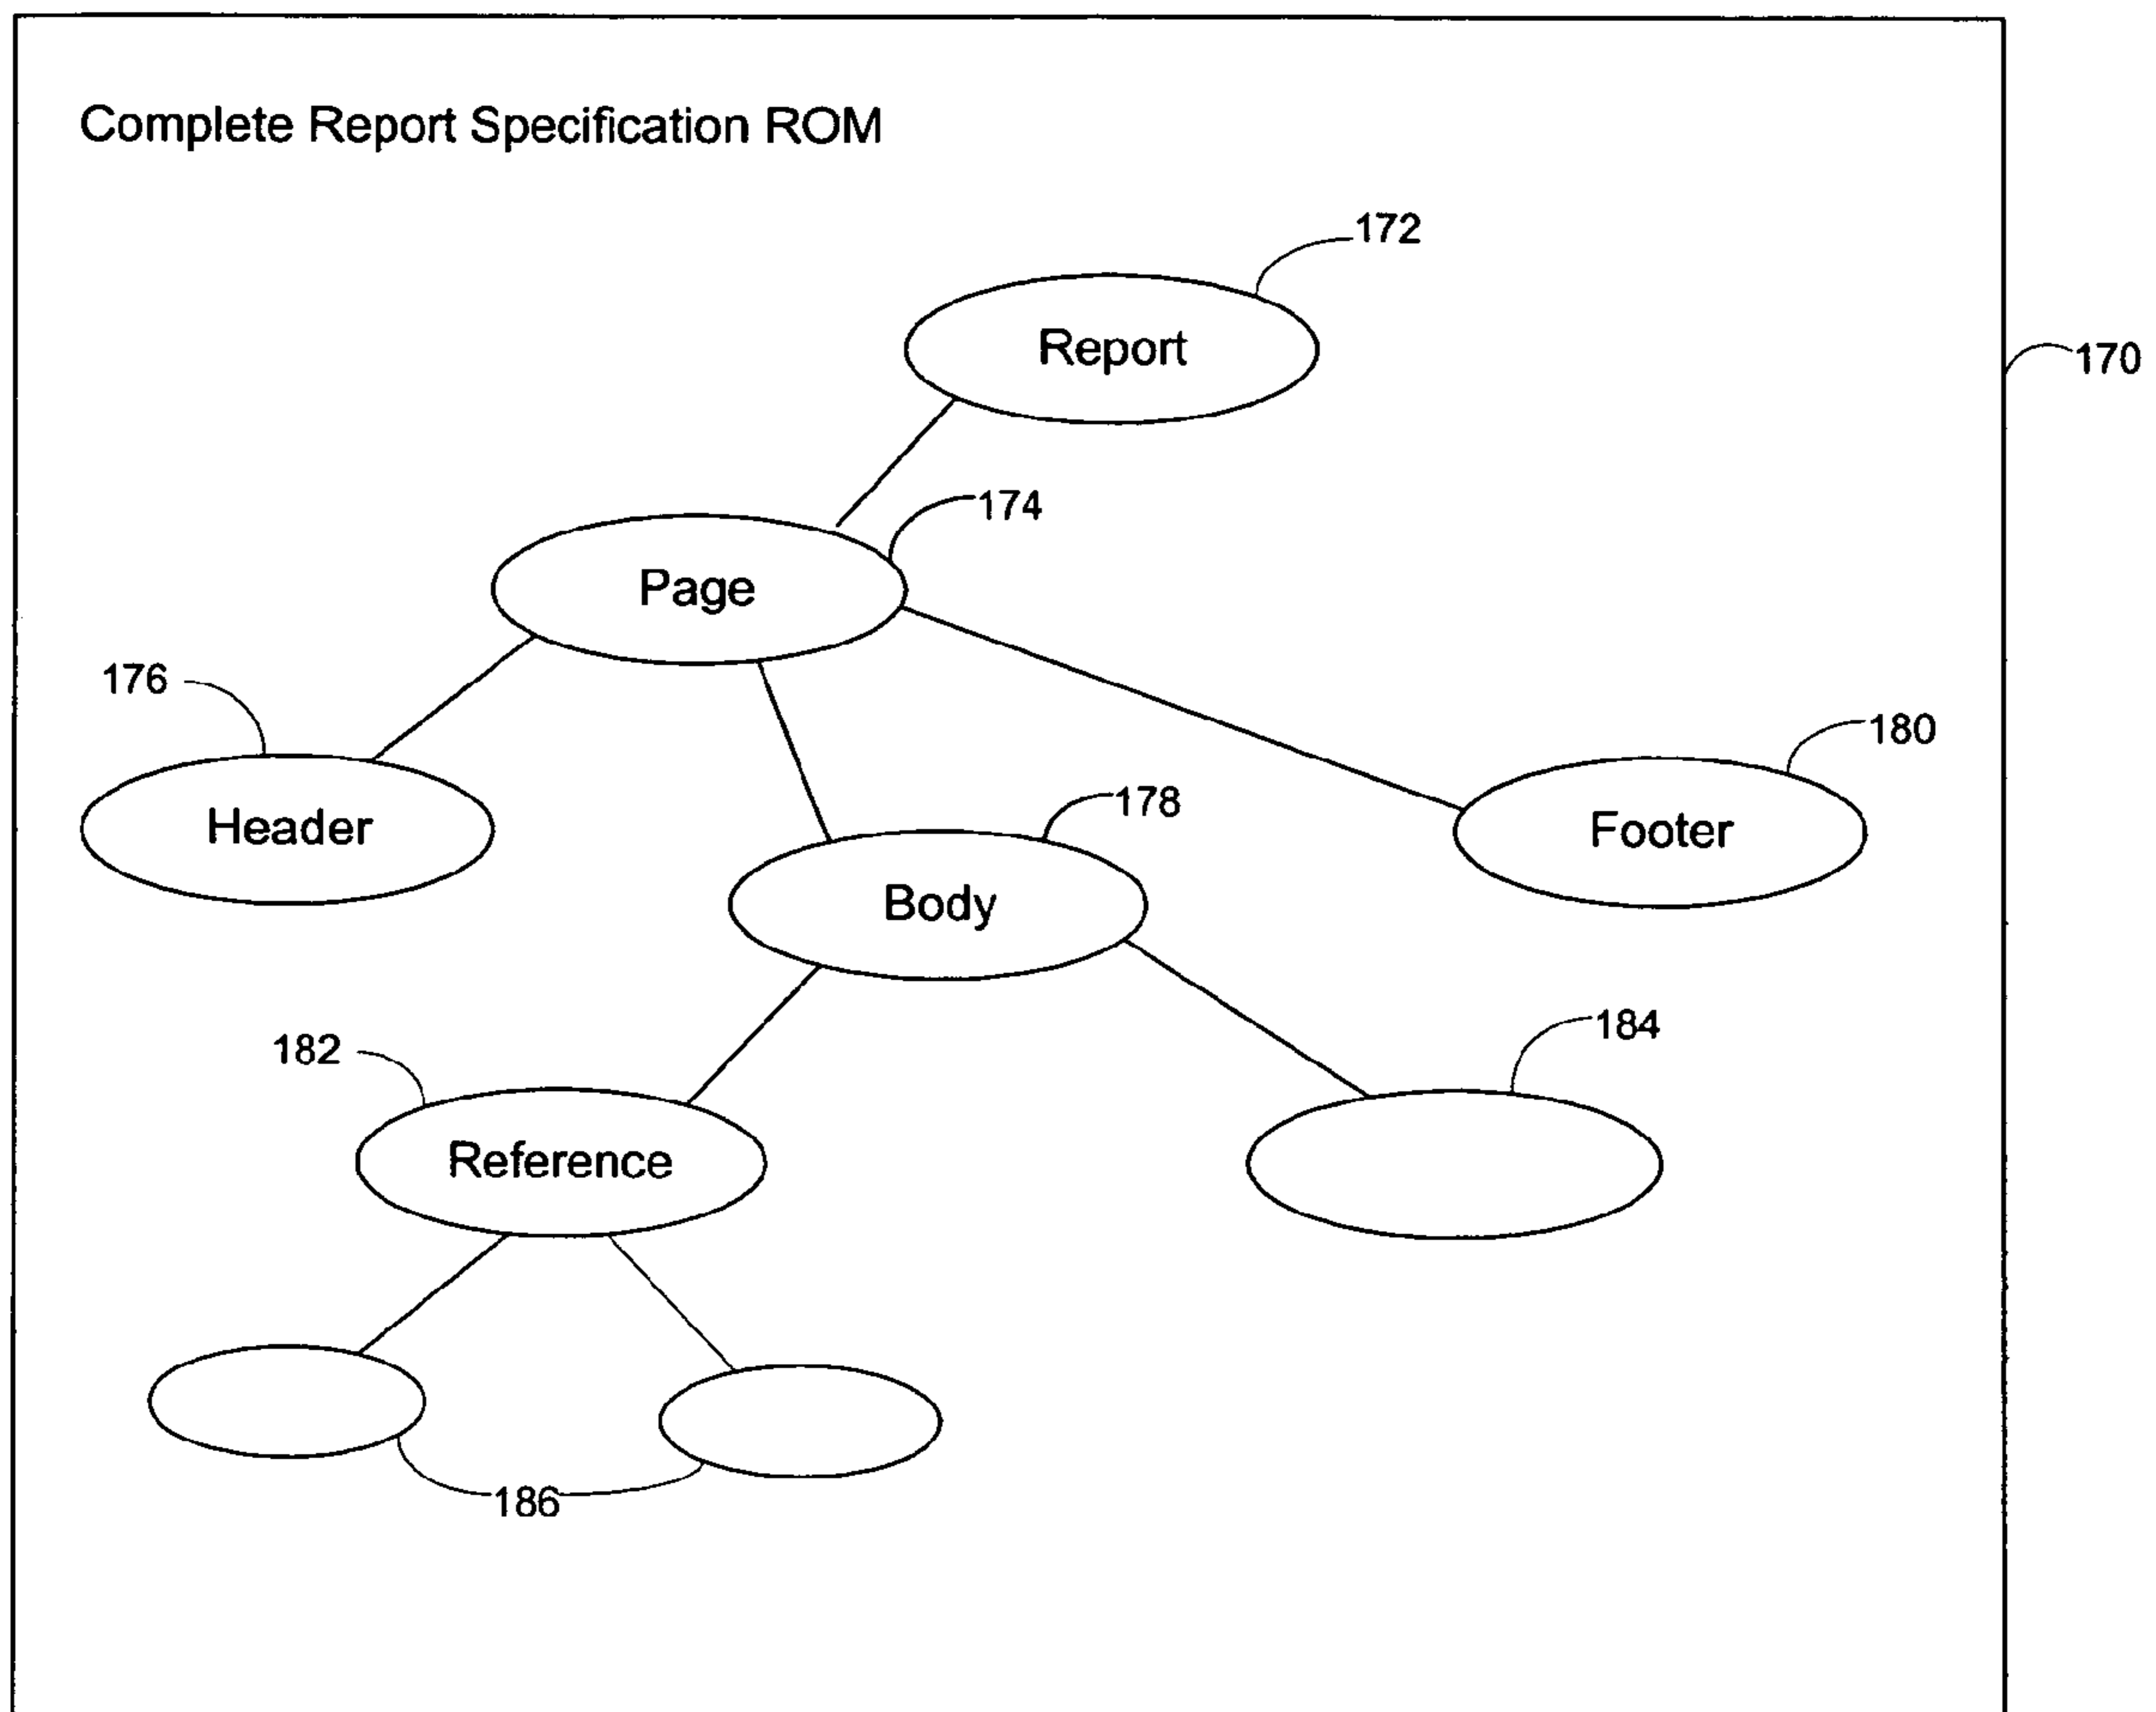 Complete Report Specification ROM
172
Report
170
174
Page
176
180
Header
178
Footer
Body
184
182
Reference
186